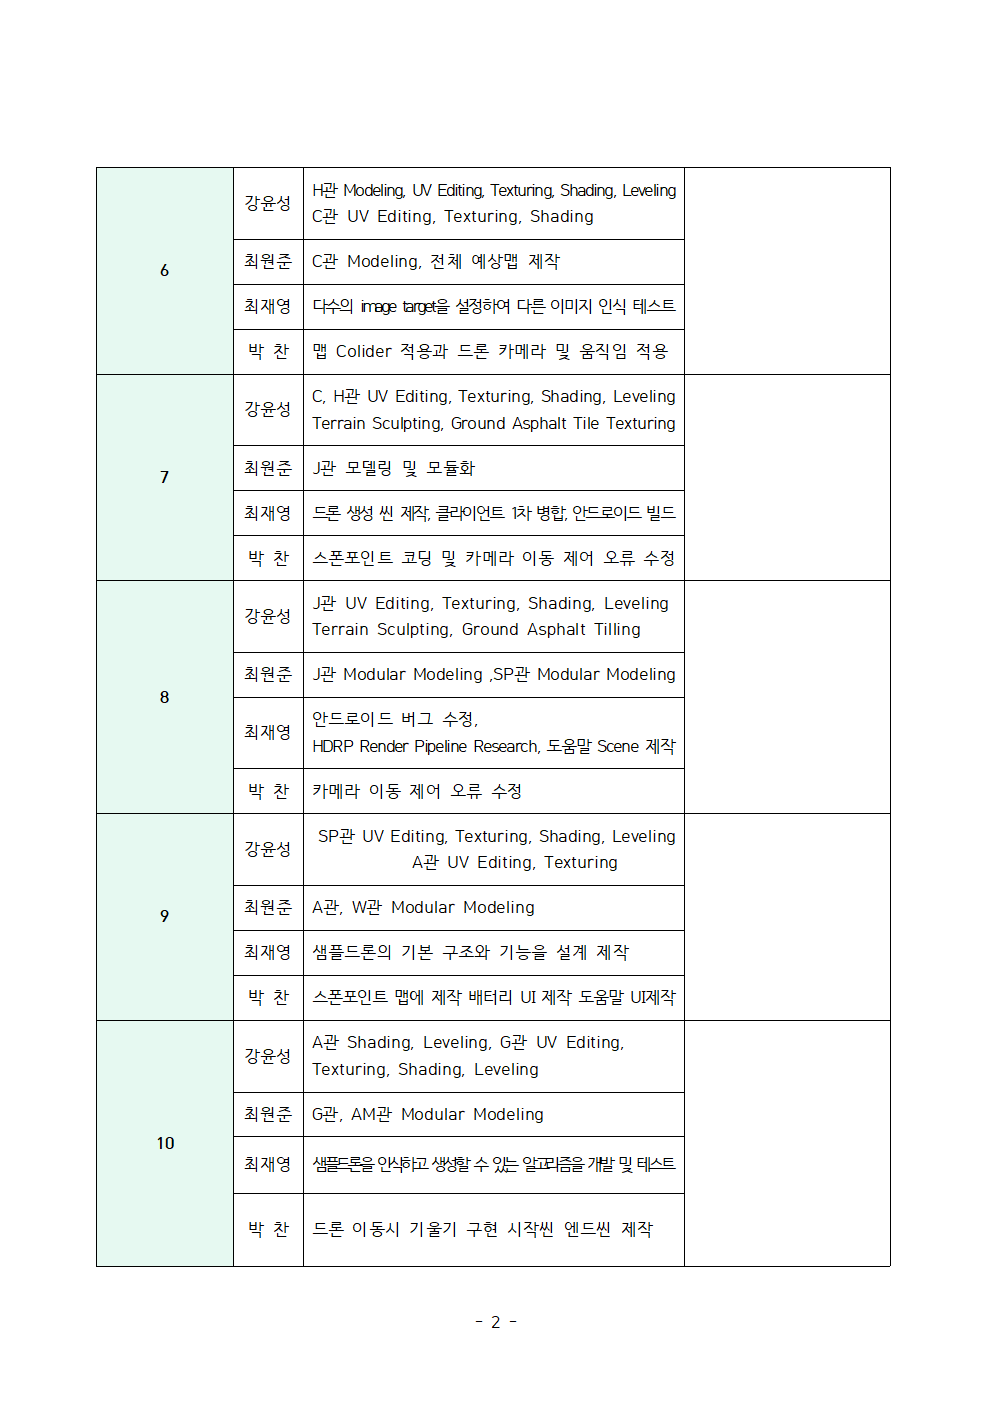 6
강윤성
H관 Modeling, UV Editing, Texturing, Shading, Leveling
C관 UV Editing, Texturing, Shading
최원준
C관 Modeling, 전체 예상맵 제작
최재영
다수의 image target을 설정하여 다른 이미지 인식 테스트
박 찬
맵 Colider 적용과 드론 카메라 및 움직임 적용
7
강윤성
C, H관 UV Editing, Texturing, Shading, Leveling
Terrain Sculpting, Ground Asphalt Tile Texturing
최원준
J관 모델링 및 모듈화
최재영
드론 생성 씬 제작, 클라이언트 1차 병합, 안드로이드 빌드
박 찬
스폰포인트 코딩 및 카메라 이동 제어 오류 수정
8
강윤성
J관 UV Editing, Texturing, Shading, Leveling
Terrain Sculpting, Ground Asphalt Tilling
최원준
J관 Modular Modeling ,SP관 Modular Modeling
최재영
안드로이드 버그 수정,
HDRP Render Pipeline Research, 도움말 Scene 제작
박 찬
카메라 이동 제어 오류 수정
9
강윤성
SP관 UV Editing, Texturing, Shading, Leveling
A관 UV Editing, Texturing
최원준
A관, W관 Modular Modeling
최재영
샘플드론의 기본 구조와 기능을 설계 제작
박 찬
스폰포인트 맵에 제작 배터리 UI 제작 도움말 UI제작
10
강윤성
A관 Shading, Leveling, G관 UV Editing,
Texturing, Shading, Leveling
최원준
G관, AM관 Modular Modeling
최재영
샘플드론을 인식하고 생성할 수 있는 알고리즘을 개발 및 테스트
박 찬
드론 이동시 기울기 구현 시작씬 엔드씬 제작
- 2 -